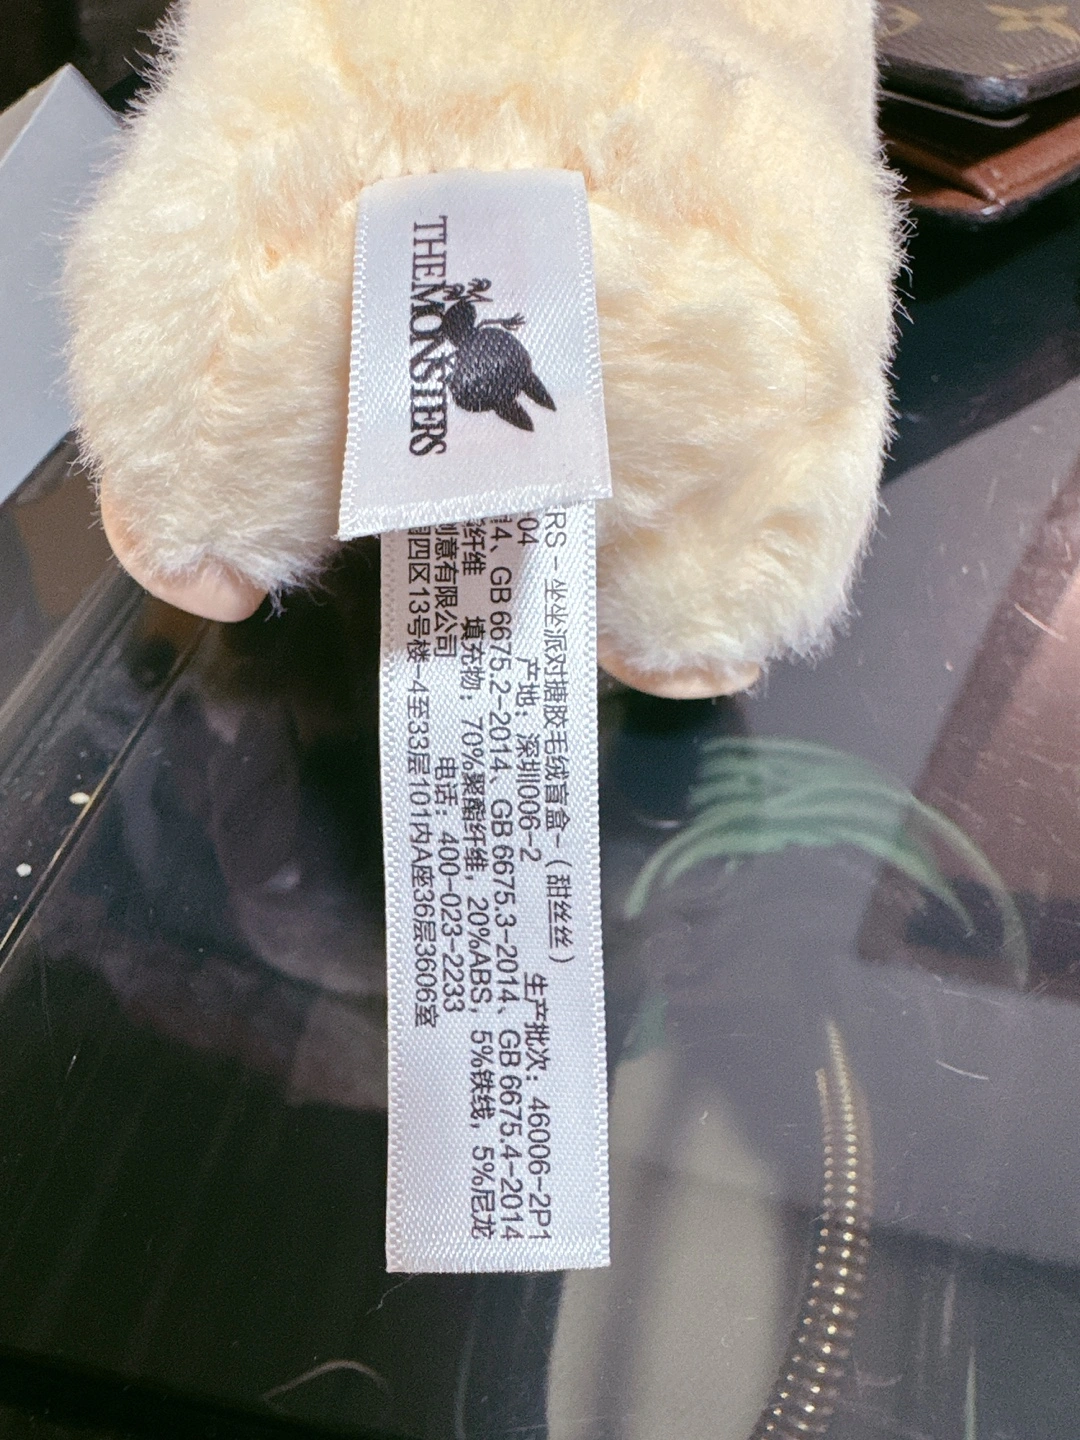 THE MONSTERS
RS-坐坐派对搪胶毛绒盲盒-(甜丝丝)
-04 产地：深圳006-2 生产批次：46006-2P1
14、GB 6675.2-2014、GB 6675.3-2014、GB 6675.4-2014
纤维 填充物：70%聚酯纤维，20%ABS，5%铁线，5%尼龙
创意有限公司 电话：400-023-2233
四区13号楼-4至33层101内A座36层3606室